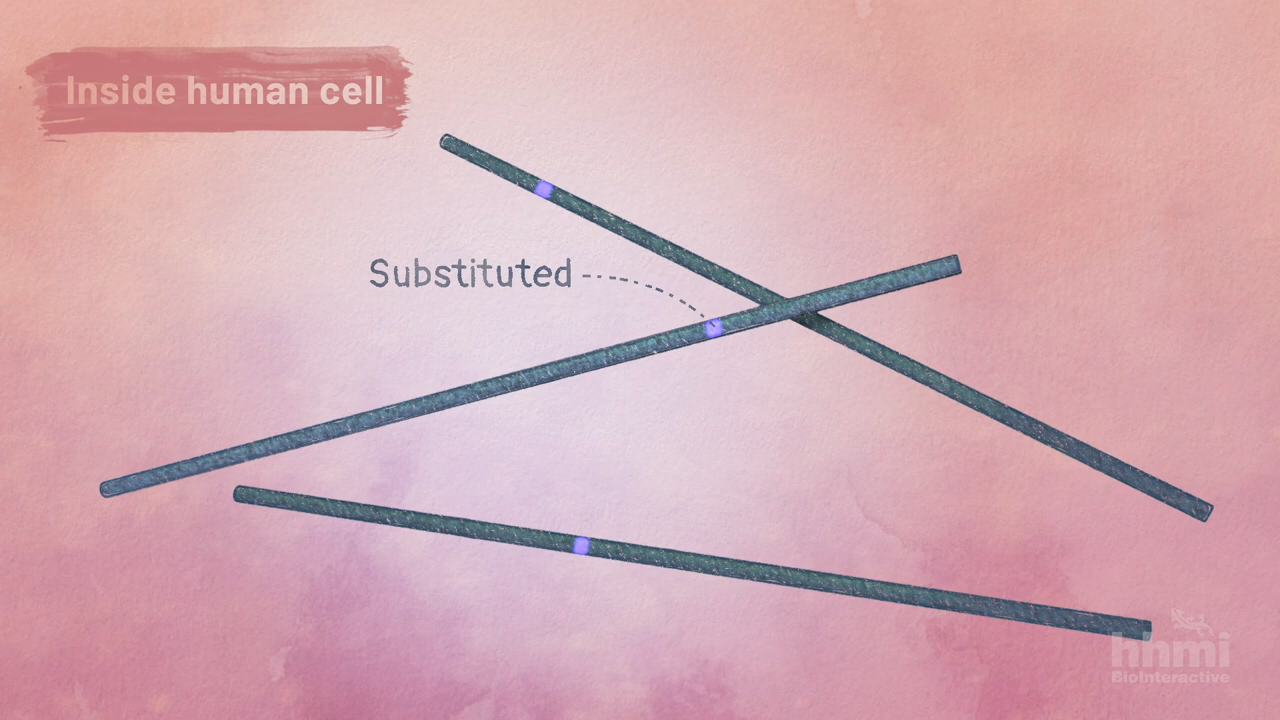 Inside human cell
Substituted
hhmi
BioInteractive